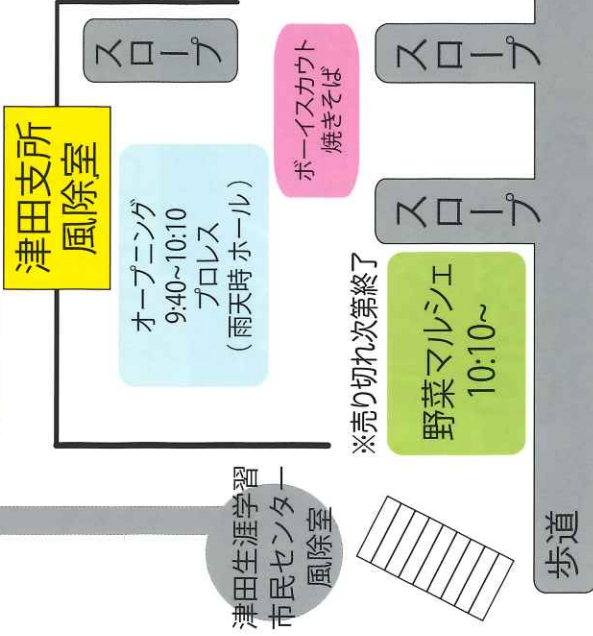 津田支所
風除室
スロープ
オープニング
9:40~10:10
プロレス
(雨天時 ホール)
ボーイスカウト
焼きそば
スロープ
スロープ
※売り切れ次第終了
野菜マルシェ
10:10~
津田生涯学習
市民センター
風除室
歩道